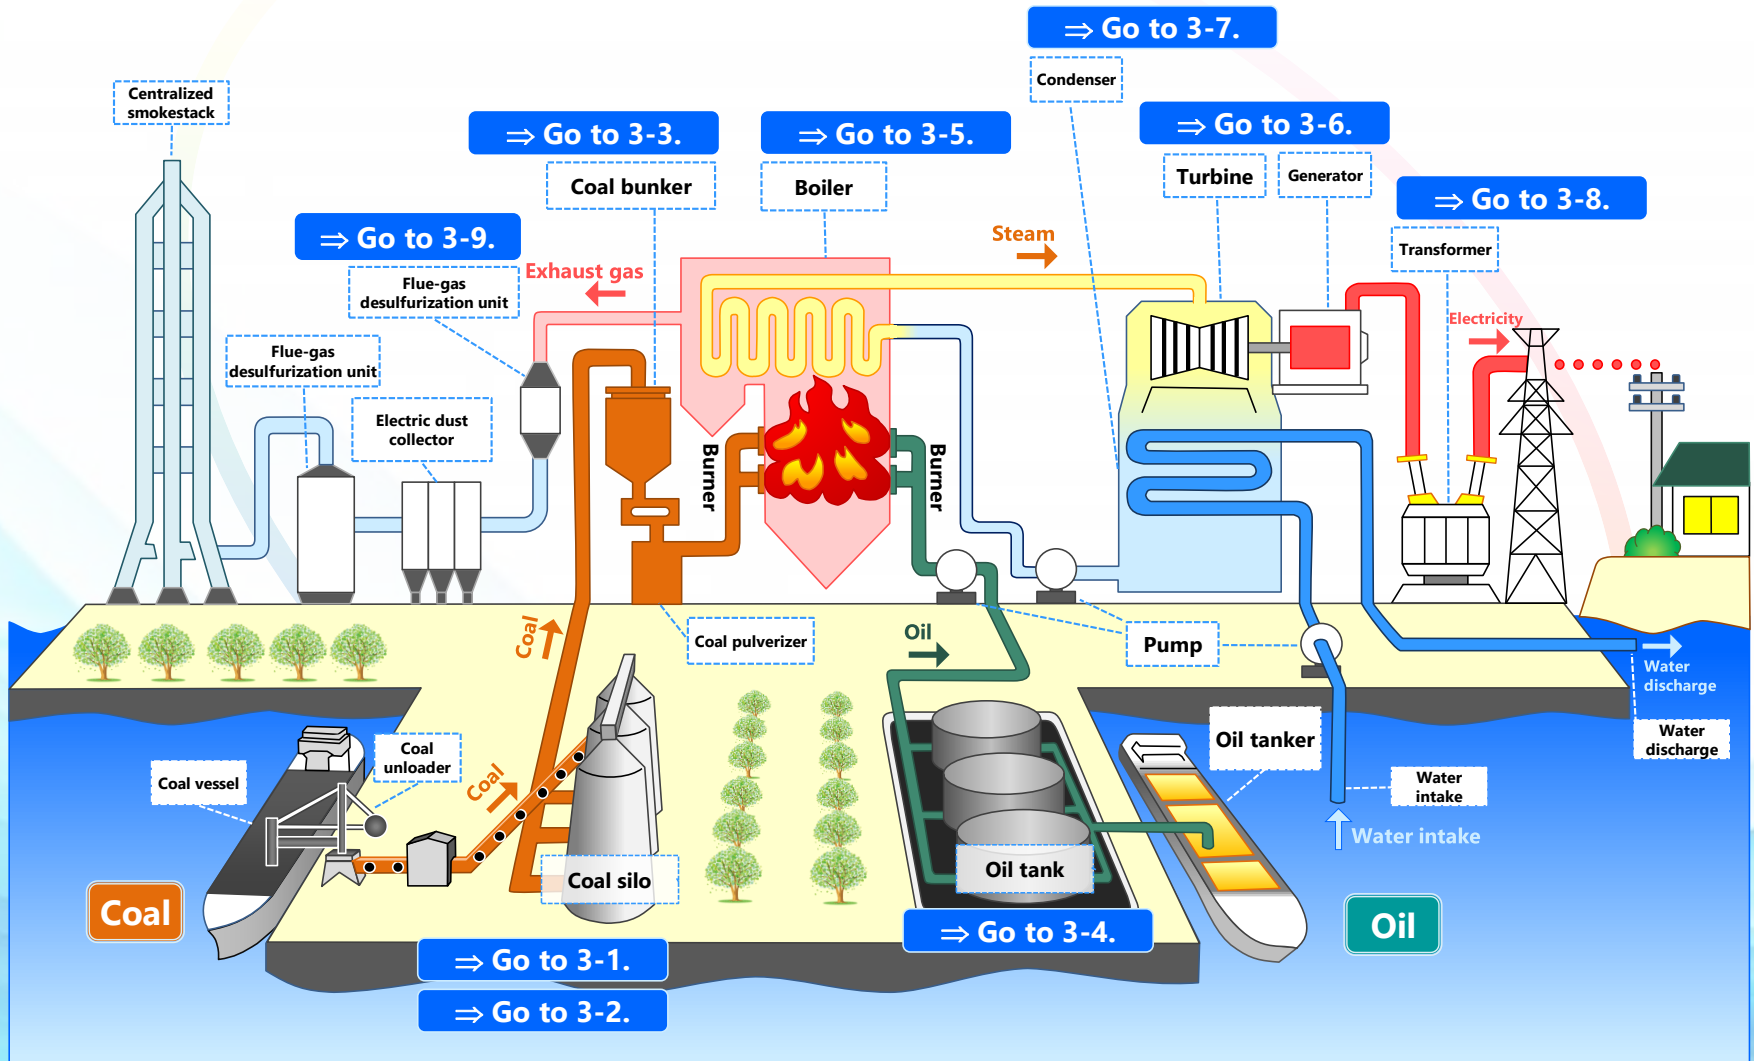 ⇒ Go to 3-7.
Condenser
Centralized
smokestack
⇒ Go to 3-3.
Coal bunker
⇒ Go to 3-5.
Boiler
⇒ Go to 3-6.
Turbine
Generator
⇒ Go to 3-8.
Transformer
⇒ Go to 3-9.
Flue-gas
desulfurization unit
Exhaust gas
Steam
Electricity
Flue-gas
desulfurization unit
Electric dust
collector
Burner
Burner
Coal
Coal pulverizer
Oil
Pump
Water
discharge
Water
discharge
Oil tanker
Coal
unloader
Coal vessel
Coal
Water
intake
Water intake
Coal silo
Oil tank
Coal
Oil
⇒ Go to 3-4.
⇒ Go to 3-1.
⇒ Go to 3-2.